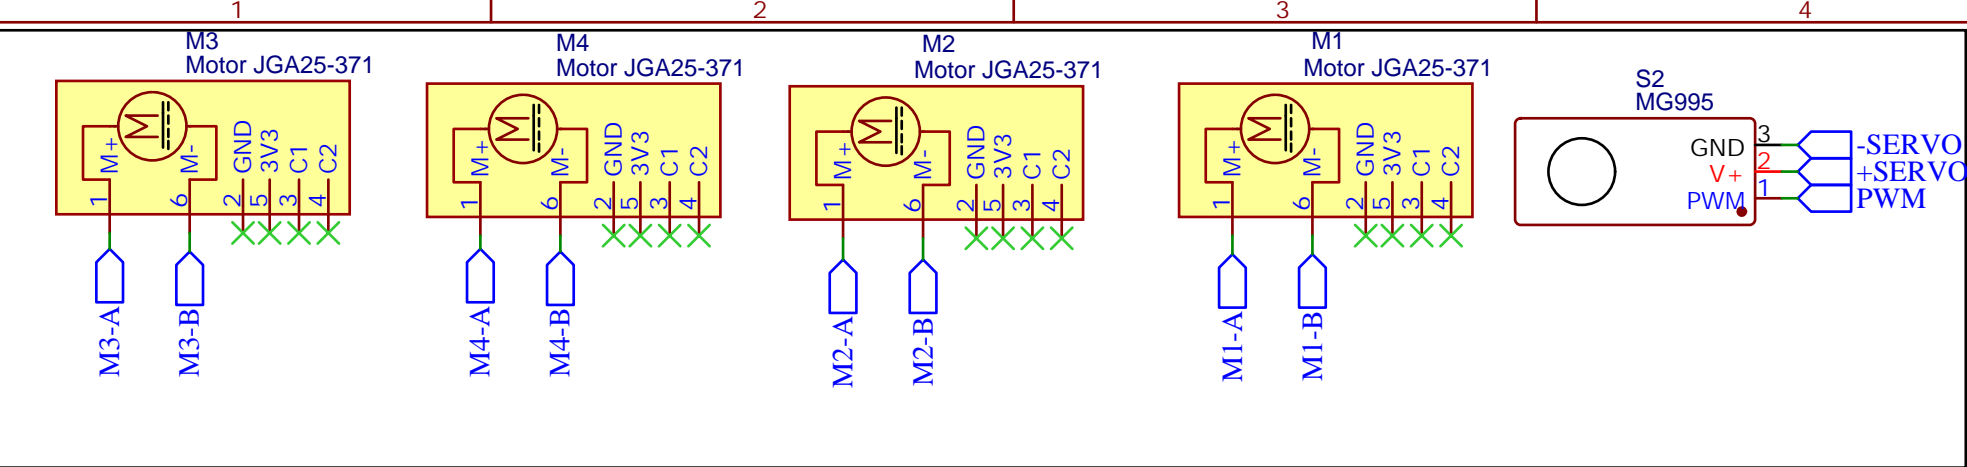 1 2 3 4
M3
Motor JGA25-371
M
M+ M- GND 3V3 C1 C2
1 6 2 5 3 4
M3-A M3-B
M4
Motor JGA25-371
M
M+ M- GND 3V3 C1 C2
1 6 2 5 3 4
M4-A M4-B
M2
Motor JGA25-371
M
M+ M- GND 3V3 C1 C2
1 6 2 5 3 4
M2-A M2-B
M1
Motor JGA25-371
M
M+ M- GND 3V3 C1 C2
1 6 2 5 3 4
M1-A M1-B
S2
MG995
GND 3 -SERVO
V+ 2 +SERVO
PWM 1 PWM